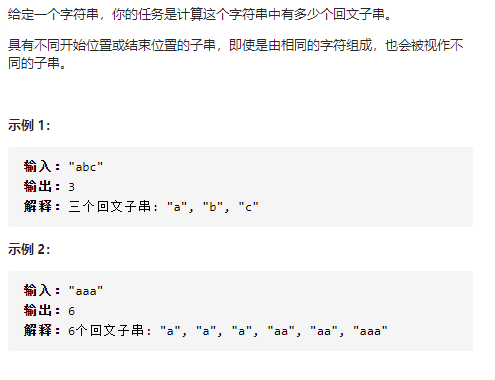 给定一个字符串，你的任务是计算这个字符串中有多少个回文子串。
具有不同开始位置或结束位置的子串，即使是由相同的字符组成，也会被视作不
同的子串。
示例 1：
输入："abc"
输出：3
解释：三个回文子串: "a", "b", "c"
示例 2：
输入："aaa"
输出：6
解释：6个回文子串: "a", "a", "a", "aa", "aa", "aaa"